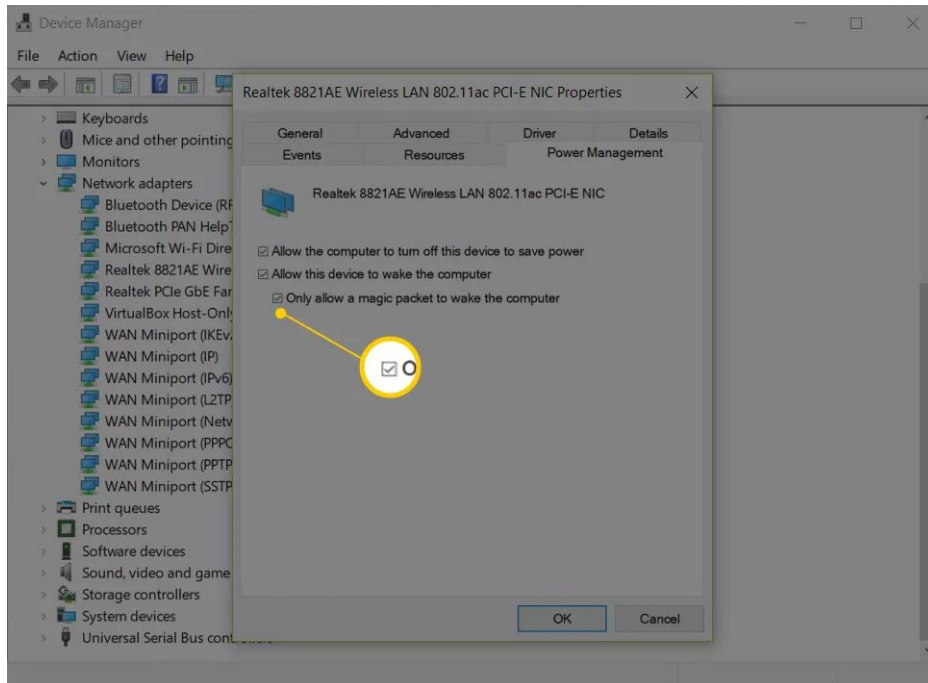 Device Manager
File Action View Help
Realtek 8821AE Wireless LAN 802.11ac PCI-E NIC Properties
General Advanced Driver Details
Events Resources Power Management
Realtek 8821AE Wireless LAN 802.11ac PCI-E NIC
Allow the computer to turn off this device to save power
Allow this device to wake the computer
Only allow a magic packet to wake the computer
O
OK Cancel
Keyboards
Mice and other pointing
Monitors
Network adapters
Bluetooth Device (RF
Bluetooth PAN HelpT
Microsoft Wi-Fi Dire
Realtek 8821AE Wire
Realtek PCIe GbE Fan
VirtualBox Host-Only
WAN Miniport (IKEv2
WAN Miniport (IP)
WAN Miniport (IPv6)
WAN Miniport (L2TP
WAN Miniport (Netw
WAN Miniport (PPPO
WAN Miniport (PPTP
WAN Miniport (SSTP
Print queues
Processors
Software devices
Sound, video and game
Storage controllers
System devices
Universal Serial Bus